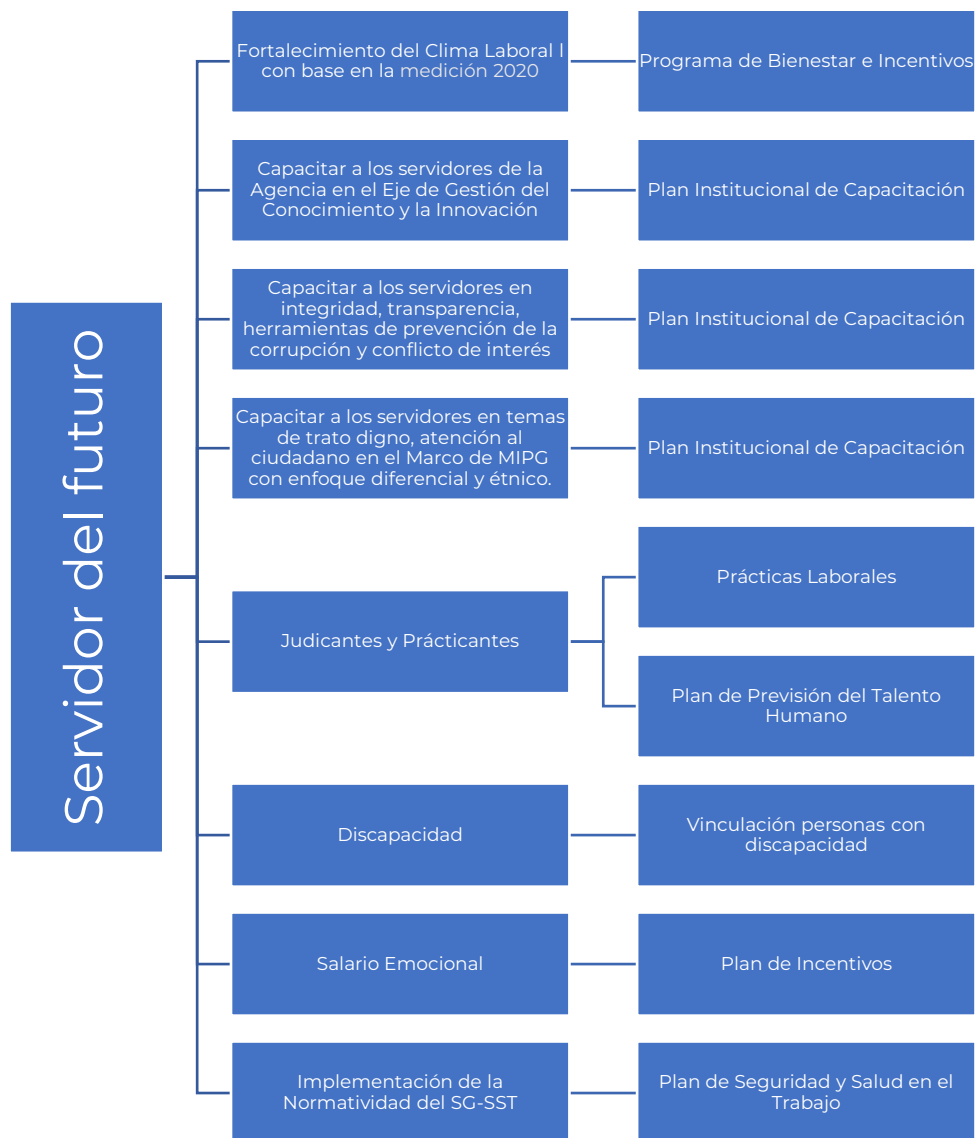 Servidor del futuro
Fortalecimiento del Clima Laboral l
con base en la medición 2020
Programa de Bienestar e Incentivos
Capacitar a los servidores de la
Agencia en el Eje de Gestión del
Conocimiento y la Innovación
Plan Institucional de Capacitación
Capacitar a los servidores en
integridad, transparencia,
herramientas de prevención de la
corrupción y conflicto de interés
Plan Institucional de Capacitación
Capacitar a los servidores en temas
de trato digno, atención al
ciudadano en el Marco de MIPG
con enfoque diferencial y étnico.
Plan Institucional de Capacitación
Judicantes y Prácticantes
Prácticas Laborales
Plan de Previsión del Talento
Humano
Discapacidad
Vinculación personas con
discapacidad
Salario Emocional
Plan de Incentivos
Implementación de la
Normatividad del SG-SST
Plan de Seguridad y Salud en el
Trabajo